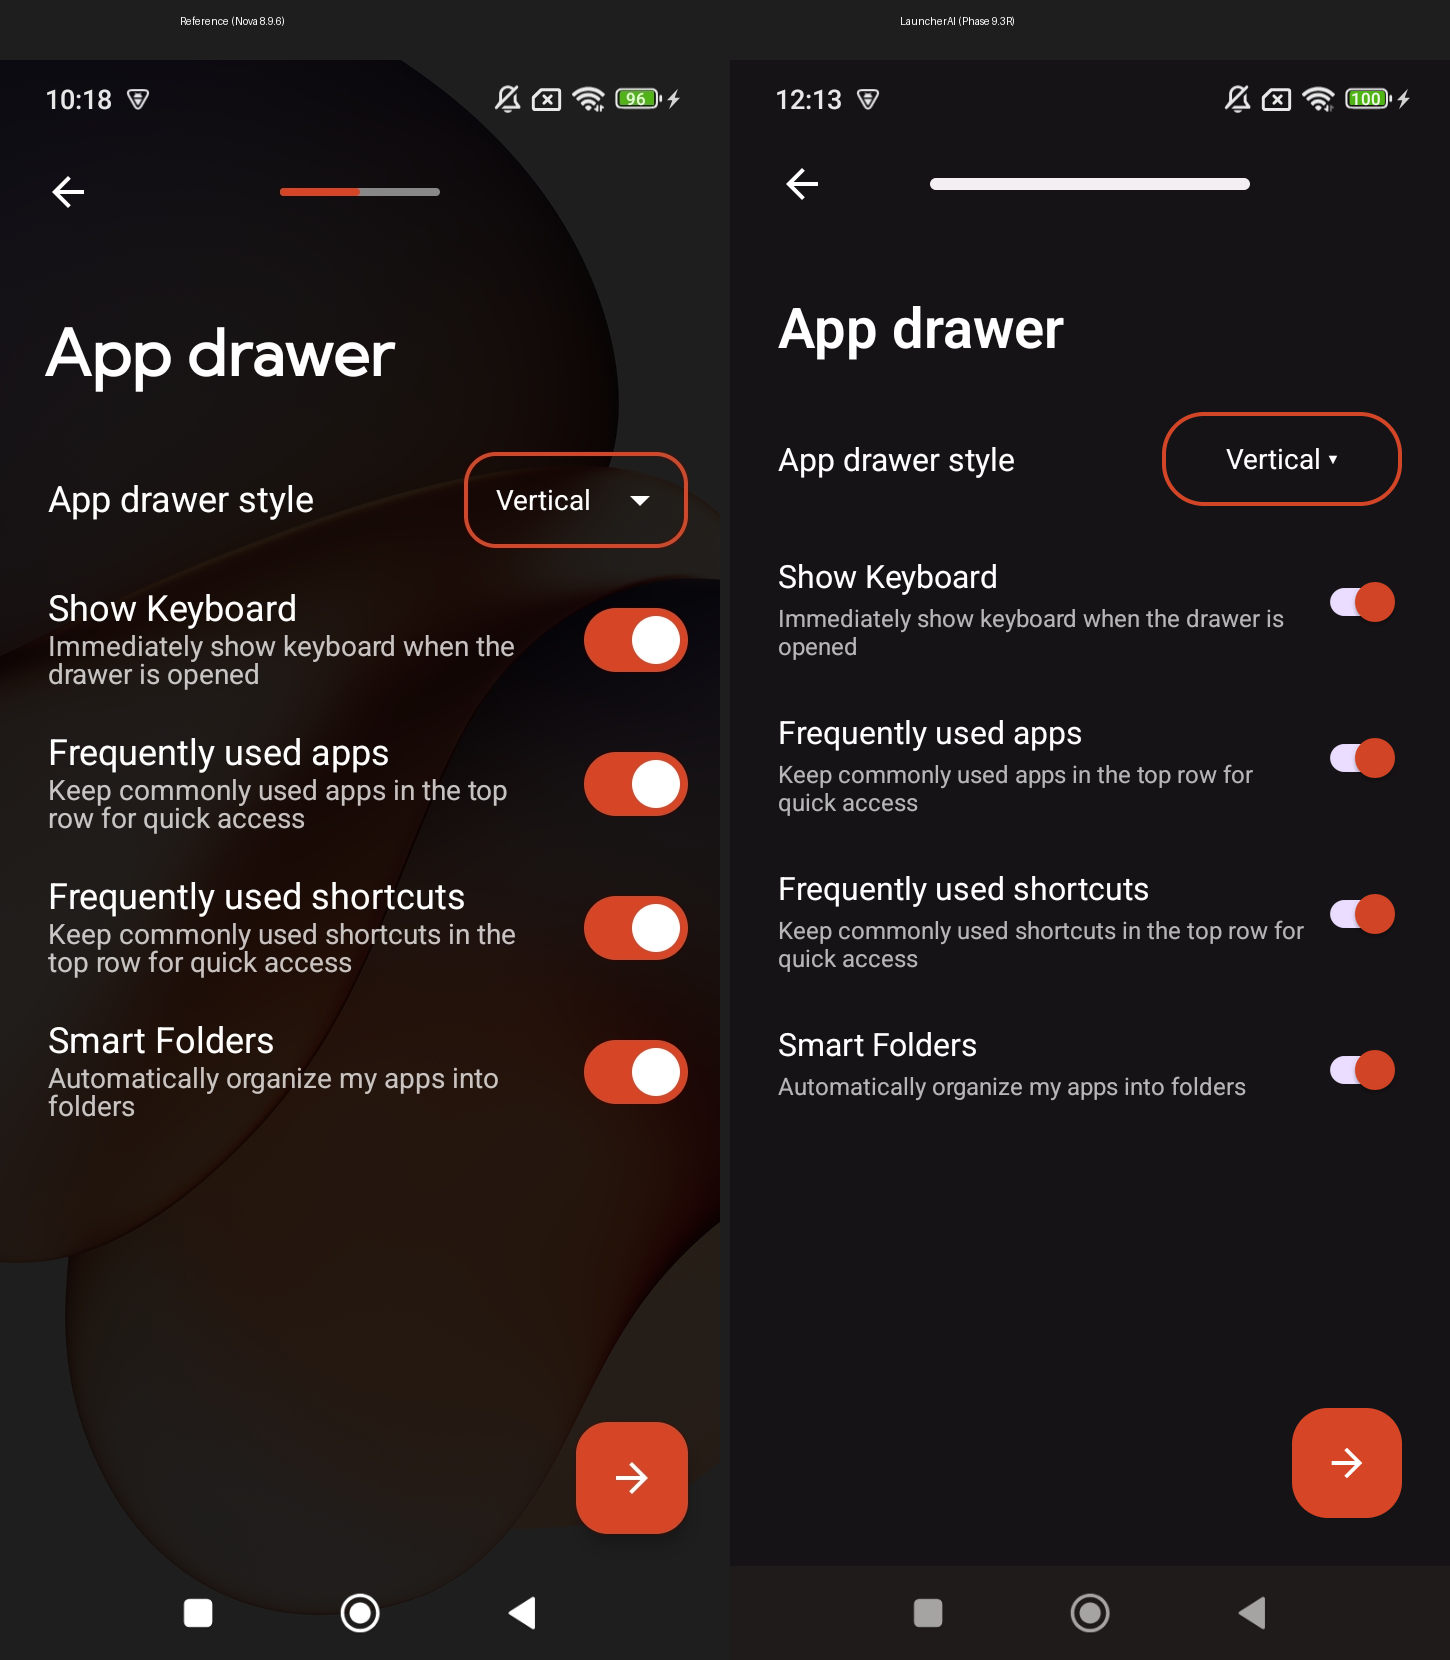 Reference (Nova 8.9.6)
10:18
96
App drawer
App drawer style
Vertical
Show Keyboard
Immediately show keyboard when the
drawer is opened
Frequently used apps
Keep commonly used apps in the top
row for quick access
Frequently used shortcuts
Keep commonly used shortcuts in the
top row for quick access
Smart Folders
Automatically organize my apps into
folders
LauncherAI (Phase 9.3R)
12:13
100
App drawer
App drawer style
Vertical
Show Keyboard
Immediately show keyboard when the drawer is
opened
Frequently used apps
Keep commonly used apps in the top row for
quick access
Frequently used shortcuts
Keep commonly used shortcuts in the top row for
quick access
Smart Folders
Automatically organize my apps into folders